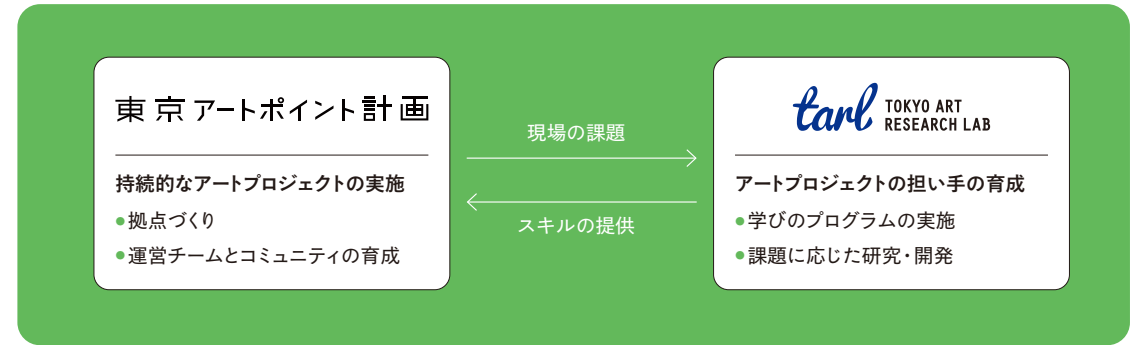 東京アートポイント計画
持続的なアートプロジェクトの実施
●拠点づくり
●運営チームとコミュニティの育成
現場の課題
スキルの提供
tarl TOKYO ART
RESEARCH LAB
アートプロジェクトの担い手の育成
●学びのプログラムの実施
●課題に応じた研究・開発